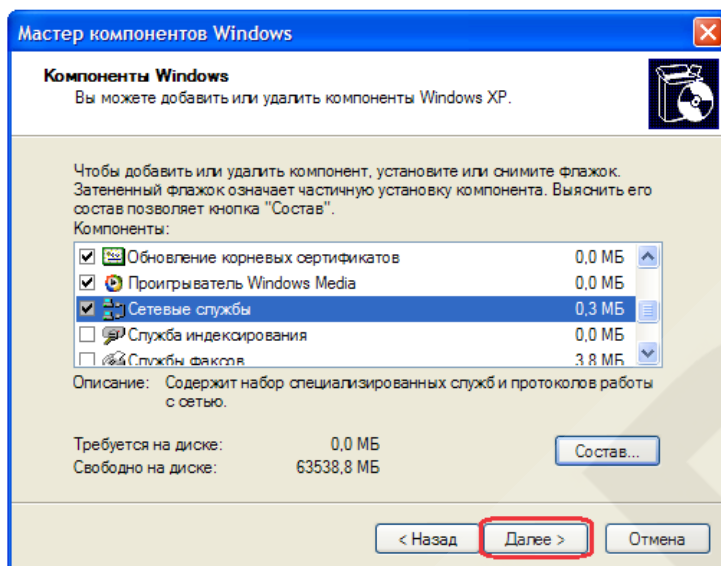 Мастер компонентов Windows
Компоненты Windows
Вы можете добавить или удалить компоненты Windows XP.
Чтобы добавить или удалить компонент, установите или снимите флажок.
Затененный флажок означает частичную установку компонента. Выяснить его
состав позволяет кнопка "Состав".
Компоненты:
Обновление корневых сертификатов 0,0 МБ
Проигрыватель Windows Media 0,0 МБ
Сетевые службы 0,3 МБ
Служба индексирования 0,0 МБ
Службы факсов 3,8 МБ
Описание: Содержит набор специализированных служб и протоколов работы
с сетью.
Требуется на диске: 0,0 МБ
Свободно на диске: 63538,8 МБ
Состав...
< Назад Далее > Отмена